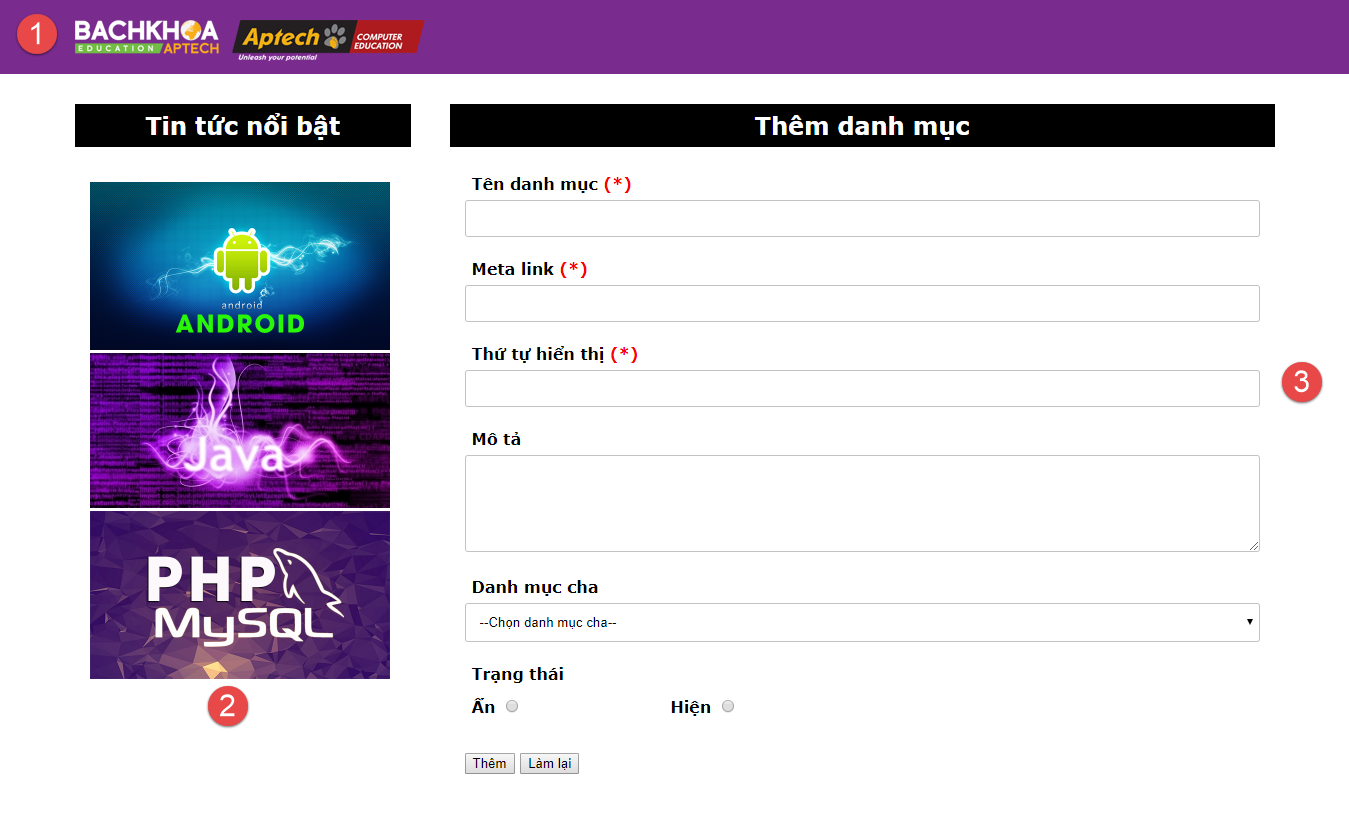 1
BACHKHOA
EDUCATION APTECH
Aptech COMPUTER EDUCATION
Unleash your potential
Tin tức nổi bật
android
ANDROID
Java
PHP
MySQL
2
Thêm danh mục
Tên danh mục (*)
Meta link (*)
Thứ tự hiển thị (*)
3
Mô tả
Danh mục cha
--Chọn danh mục cha--
Trạng thái
Ẩn Hiện
Thêm Làm lại